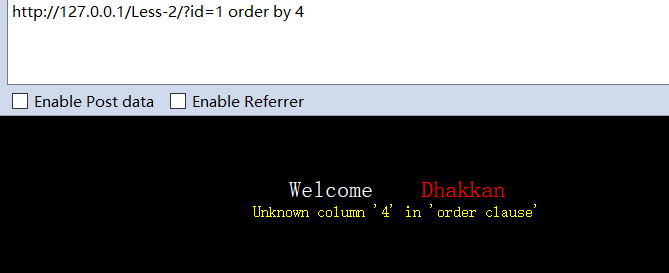 http://127.0.0.1/Less-2/?id=1 order by 4
Enable Post data Enable Referrer
Welcome Dhakkan
Unknown column '4' in 'order clause'